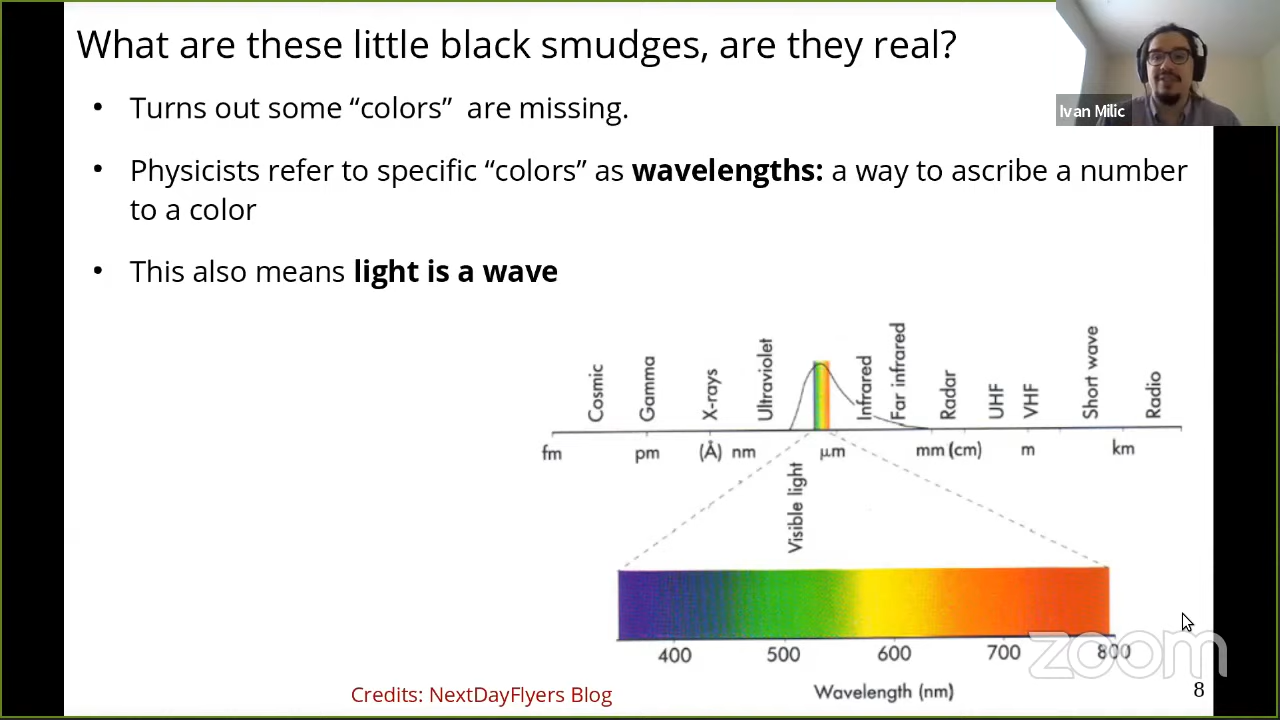 What are these little black smudges, are they real?
Ivan Milic
• Turns out some “colors”  are missing.
• Physicists refer to specific “colors” as wavelengths: a way to ascribe a number
to a color
• This also means light is a wave
Cosmic
Gamma
X-rays
Ultraviolet
Infrared
Far infrared
Radar
UHF
VHF
Short wave
Radio
fm pm (Å) nm μm mm (cm) m km
Visible light
400 500 600 700 800
Wavelength (nm)
zoom
Credits: NextDayFlyers Blog
8